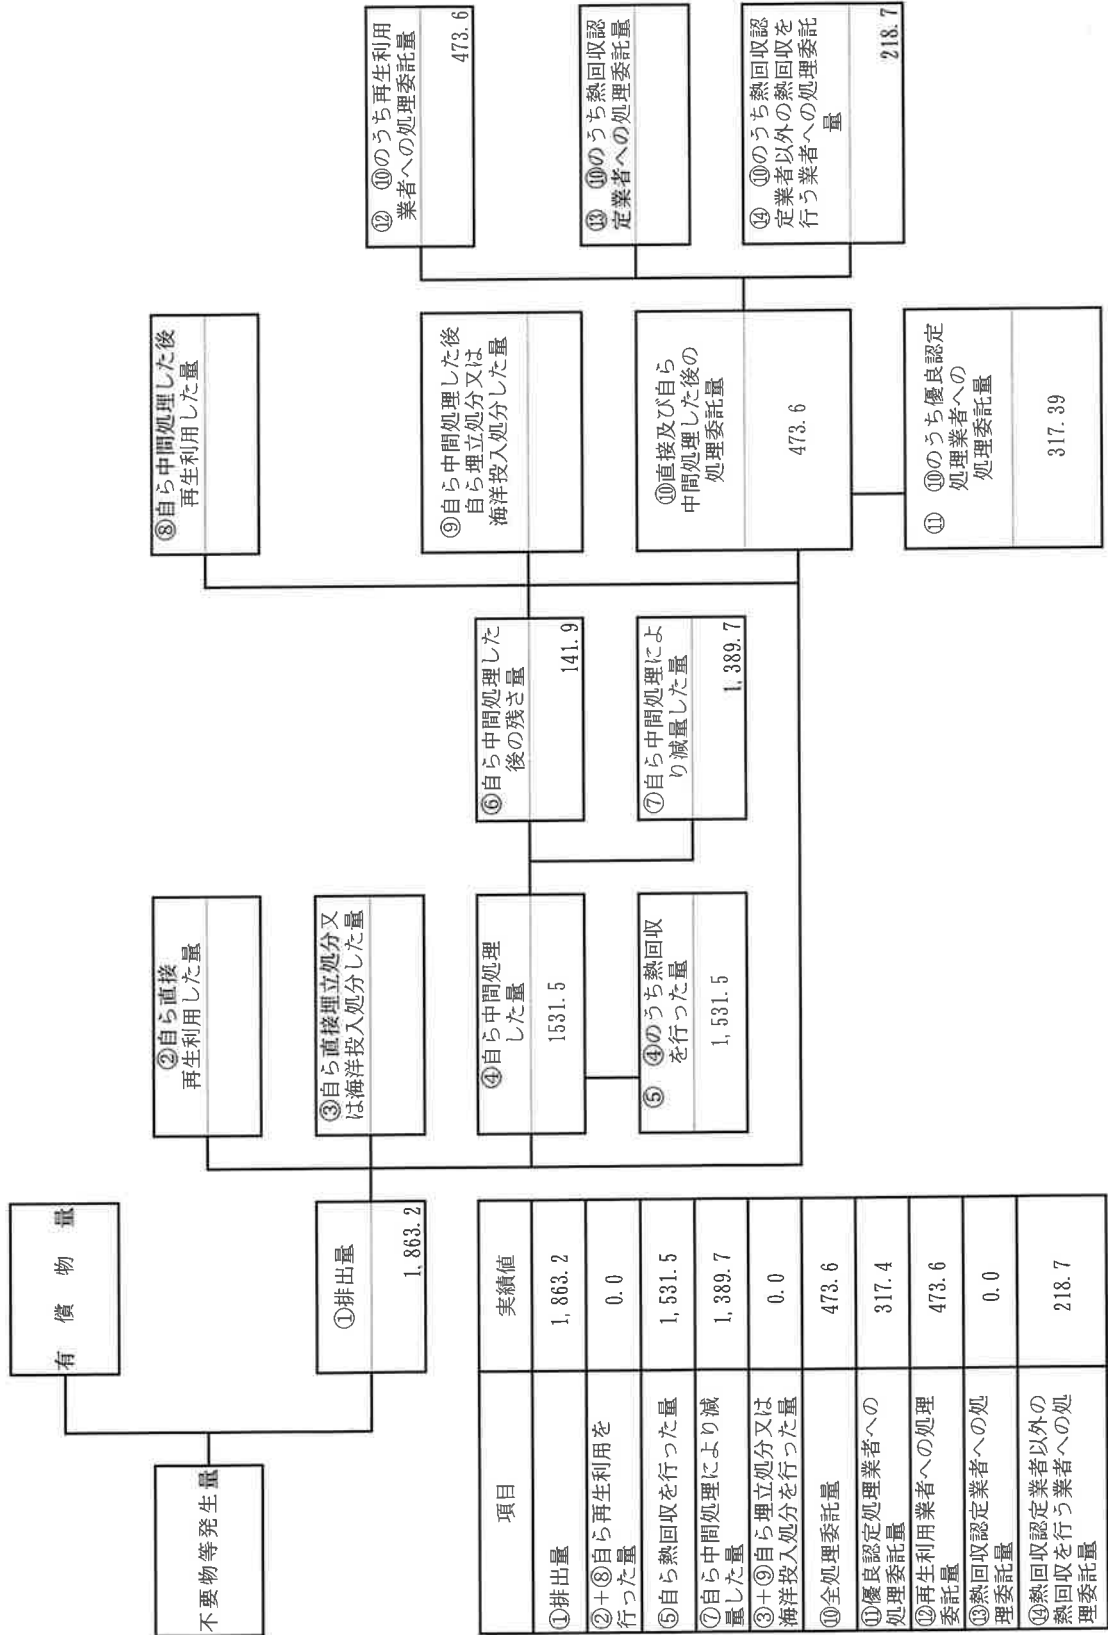 不要物等発生量
有 償 物 量
①排出量
1,863.2
②自ら直接
再生利用した量
③自ら直接埋立処分又
は海洋投入処分した量
④自ら中間処理
した量
1531.5
⑤ ④のうち熱回収
を行った量
1,531.5
⑥自ら中間処理した
後の残さ量
141.9
⑦自ら中間処理によ
り減量した量
1,389.7
⑧自ら中間処理した後
再生利用した量
⑨自ら中間処理した後
自ら埋立処分又は
海洋投入処分した量
⑩直接及び自ら
中間処理した後の
処理委託量
473.6
⑪ ⑩のうち優良認定
処理業者への
処理委託量
317.39
⑫ ⑩のうち再生利用
業者への処理委託量
473.6
⑬ ⑩のうち熱回収認
定業者への処理委託量
⑭ ⑩のうち熱回収認
定業者以外の熱回収を
行う業者への処理委託
量
218.7
項目 実績値
①排出量 1,863.2
②+⑧自ら再生利用を
行った量 0.0
⑤自ら熱回収を行った量 1,531.5
⑦自ら中間処理により減
量した量 1,389.7
③+⑨自ら埋立処分又は
海洋投入処分を行った量 0.0
⑩全処理委託量 473.6
⑪優良認定処理業者への
処理委託量 317.4
⑫再生利用業者への処理
委託量 473.6
⑬熱回収認定業者への処
理委託量 0.0
⑭熱回収認定業者以外の
熱回収を行う業者への処
理委託量 218.7